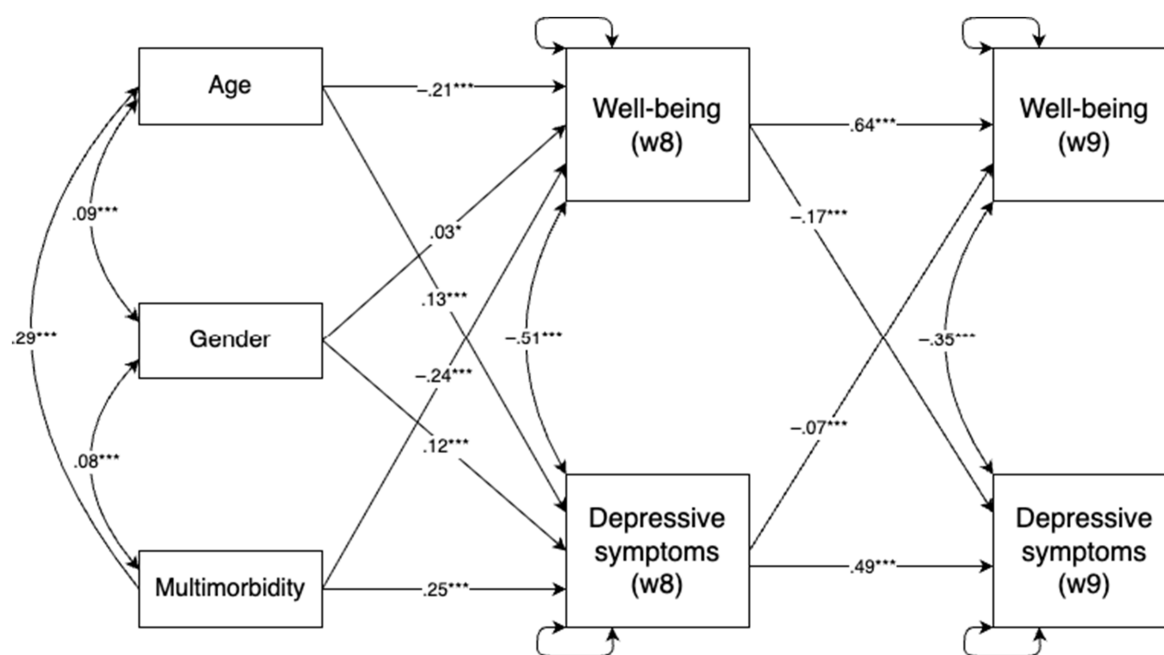 Age
–.21***
Well-being
(w8)
.64***
Well-being
(w9)
.09***
.03*
–.17***
.13***
.29***
Gender
–.51***
–.35***
–.24***
.12***
–.07***
.08***
Multimorbidity
.25***
Depressive
symptoms
(w8)
.49***
Depressive
symptoms
(w9)